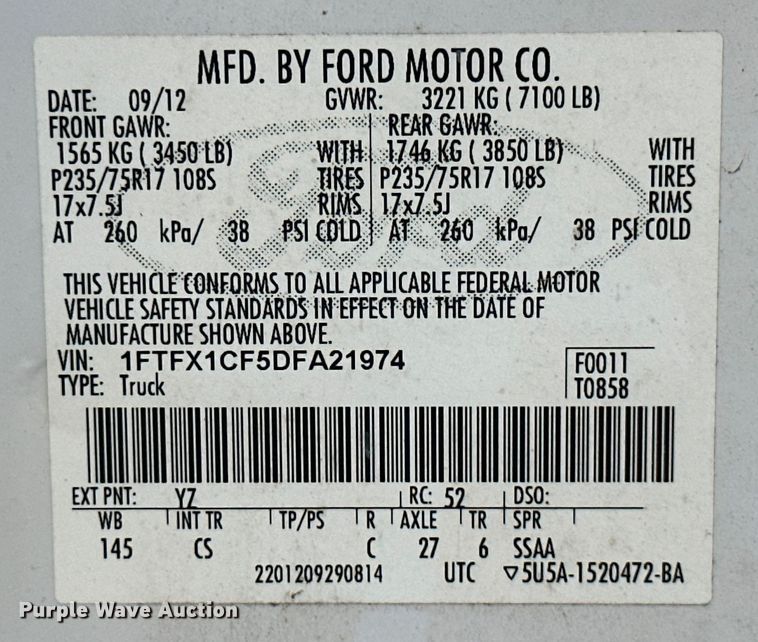 MFD. BY FORD MOTOR CO.
DATE: 09/12 GVWR: 3221 KG ( 7100 LB)
FRONT GAWR: REAR GAWR:
1565 KG ( 3450 LB) WITH 1746 KG ( 3850 LB) WITH
P235/75R17 108S TIRES P235/75R17 108S TIRES
17x7.5J RIMS 17x7.5J RIMS
AT 260 kPa/ 38 PSI COLD AT 260 kPa/ 38 PSI COLD
Ford
THIS VEHICLE CONFORMS TO ALL APPLICABLE FEDERAL MOTOR
VEHICLE SAFETY STANDARDS IN EFFECT ON THE DATE OF
MANUFACTURE SHOWN ABOVE.
VIN: 1FTFX1CF5DFA21974 F0011
TYPE: Truck T0858
EXT PNT: YZ RC: 52 DSO:
WB INT TR TP/PS R AXLE TR SPR
145 CS C 27 6 SSAA
2201209290814 UTC ▽5U5A-1520472-BA
Purple Wave Auction